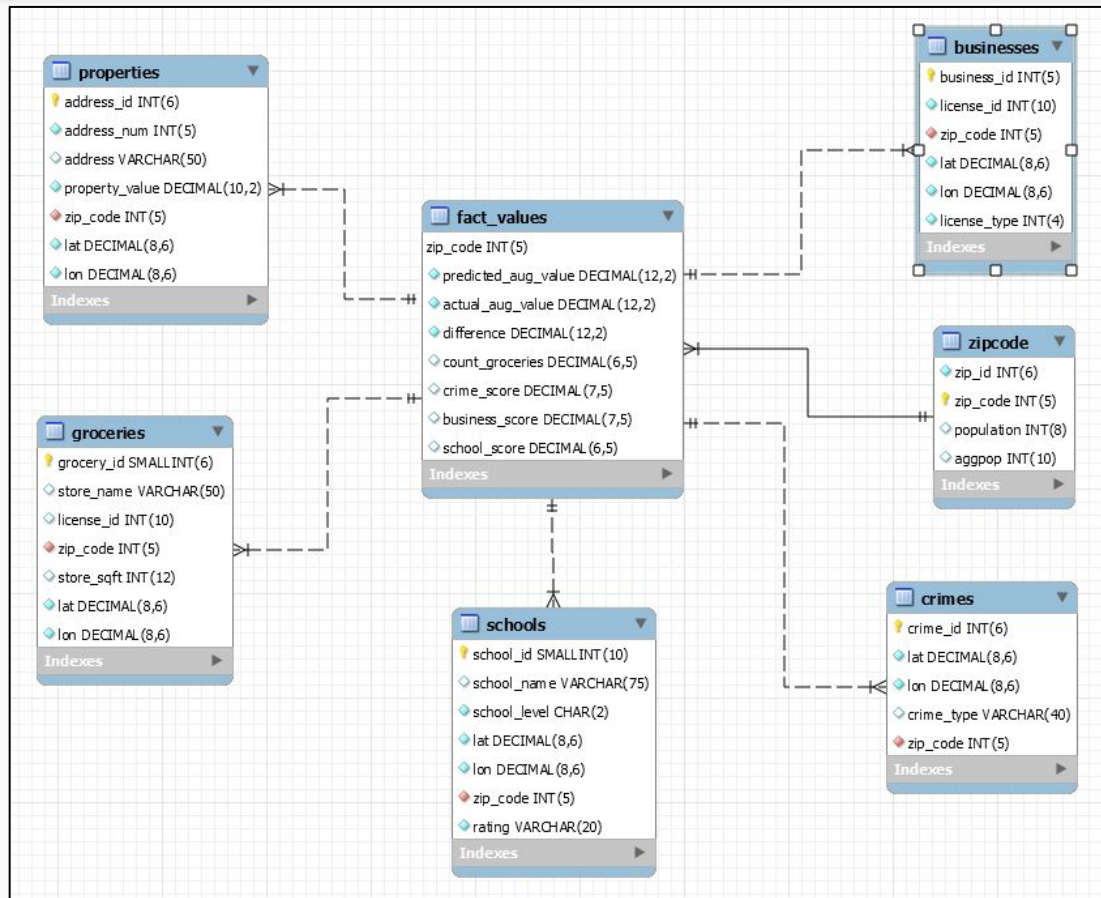 properties
address_id INT(6)
address_num INT(5)
address VARCHAR(50)
property_value DECIMAL(10,2)
zip_code INT(5)
lat DECIMAL(8,6)
lon DECIMAL(8,6)
Indexes
groceries
grocery_id SMALLINT(6)
store_name VARCHAR(50)
license_id INT(10)
zip_code INT(5)
store_sqft INT(12)
lat DECIMAL(8,6)
lon DECIMAL(8,6)
Indexes
fact_values
zip_code INT(5)
predicted_aug_value DECIMAL(12,2)
actual_aug_value DECIMAL(12,2)
difference DECIMAL(12,2)
count_groceries DECIMAL(6,5)
crime_score DECIMAL(7,5)
business_score DECIMAL(7,5)
school_score DECIMAL(6,5)
Indexes
schools
school_id SMALLINT(10)
school_name VARCHAR(75)
school_level CHAR(2)
lat DECIMAL(8,6)
lon DECIMAL(8,6)
zip_code INT(5)
rating VARCHAR(20)
Indexes
businesses
business_id INT(5)
license_id INT(10)
zip_code INT(5)
lat DECIMAL(8,6)
lon DECIMAL(8,6)
license_type INT(4)
Indexes
zipcode
zip_id INT(6)
zip_code INT(5)
population INT(8)
aggpop INT(10)
Indexes
crimes
crime_id INT(6)
lat DECIMAL(8,6)
lon DECIMAL(8,6)
crime_type VARCHAR(40)
zip_code INT(5)
Indexes